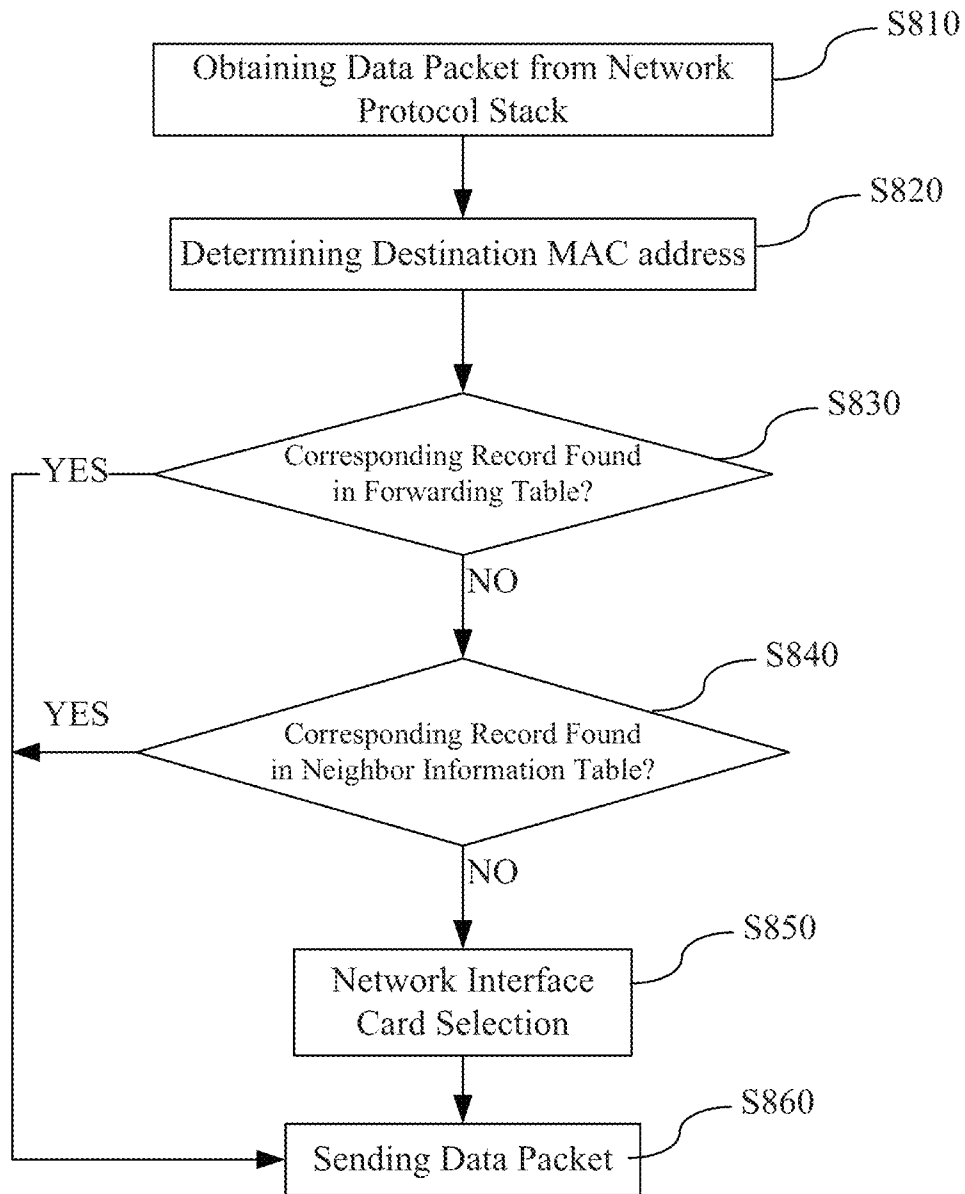 S810
Obtaining Data Packet from Network
Protocol Stack
S820
Determining Destination MAC address
S830
Corresponding Record Found
in Forwarding Table?
YES
NO
S840
Corresponding Record Found
in Neighbor Information Table?
YES
NO
S850
Network Interface
Card Selection
S860
Sending Data Packet